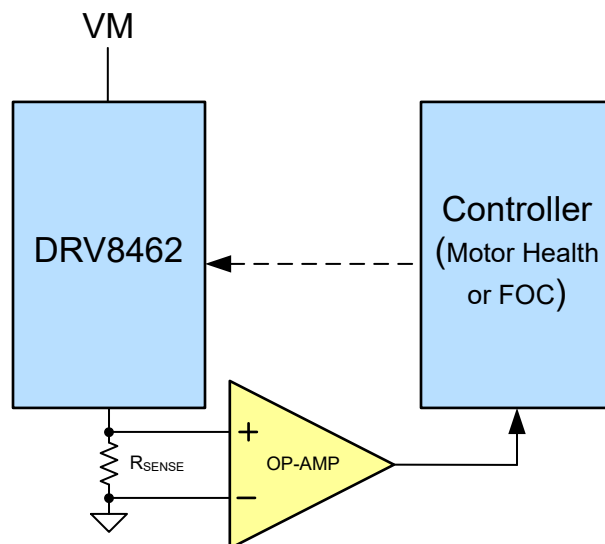 VM
DRV8462
Controller
(Motor Health
or FOC)
+
OP-AMP
−
RSENSE